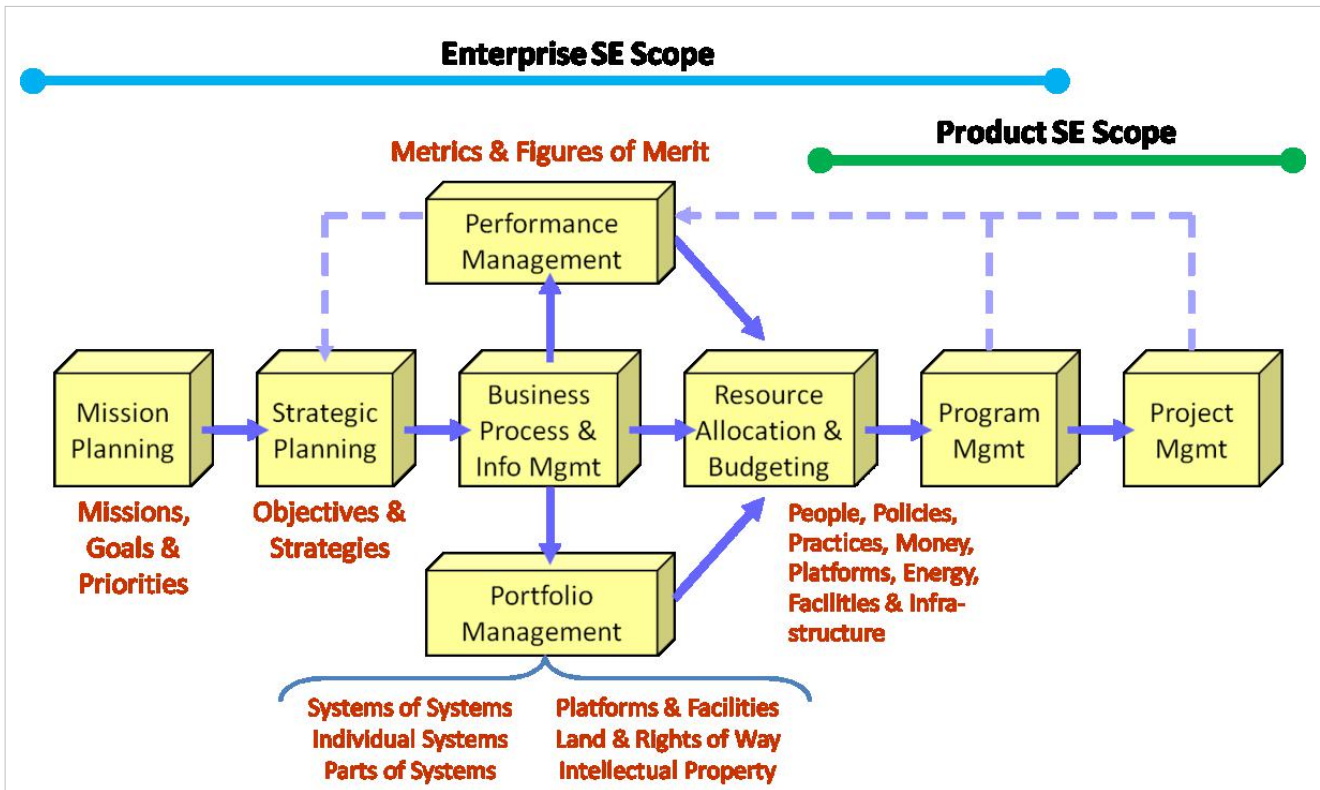 Enterprise SE Scope
Product SE Scope
Metrics & Figures of Merit
Performance
Management
Mission
Planning
Strategic
Planning
Business
Process &
Info Mgmt
Resource
Allocation &
Budgeting
Program
Mgmt
Project
Mgmt
Missions,
Goals &
Priorities
Objectives &
Strategies
People, Policies,
Practices, Money,
Platforms, Energy,
Facilities & Infra-
structure
Portfolio
Management
Systems of Systems
Individual Systems
Parts of Systems
Platforms & Facilities
Land & Rights of Way
Intellectual Property